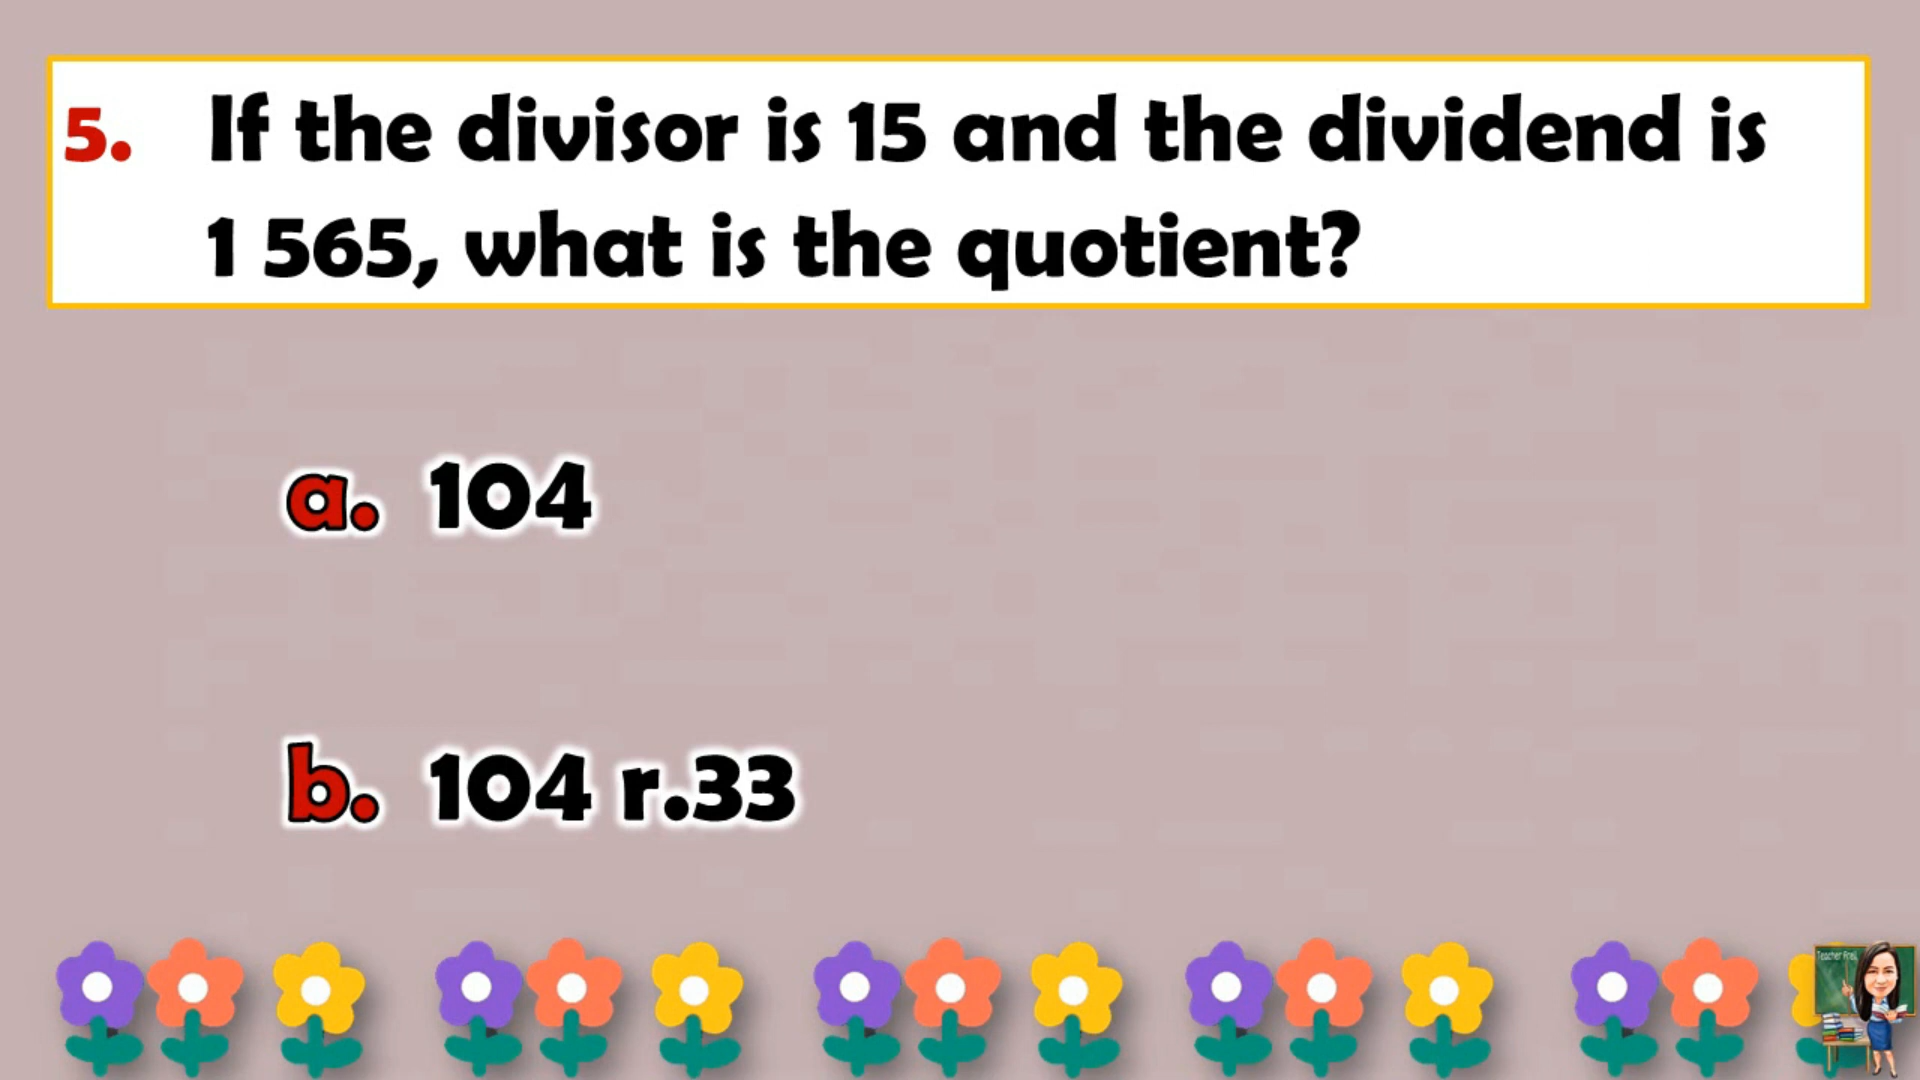 5. If the divisor is 15 and the dividend is
1 565, what is the quotient?
a. 104
b. 104 r.33